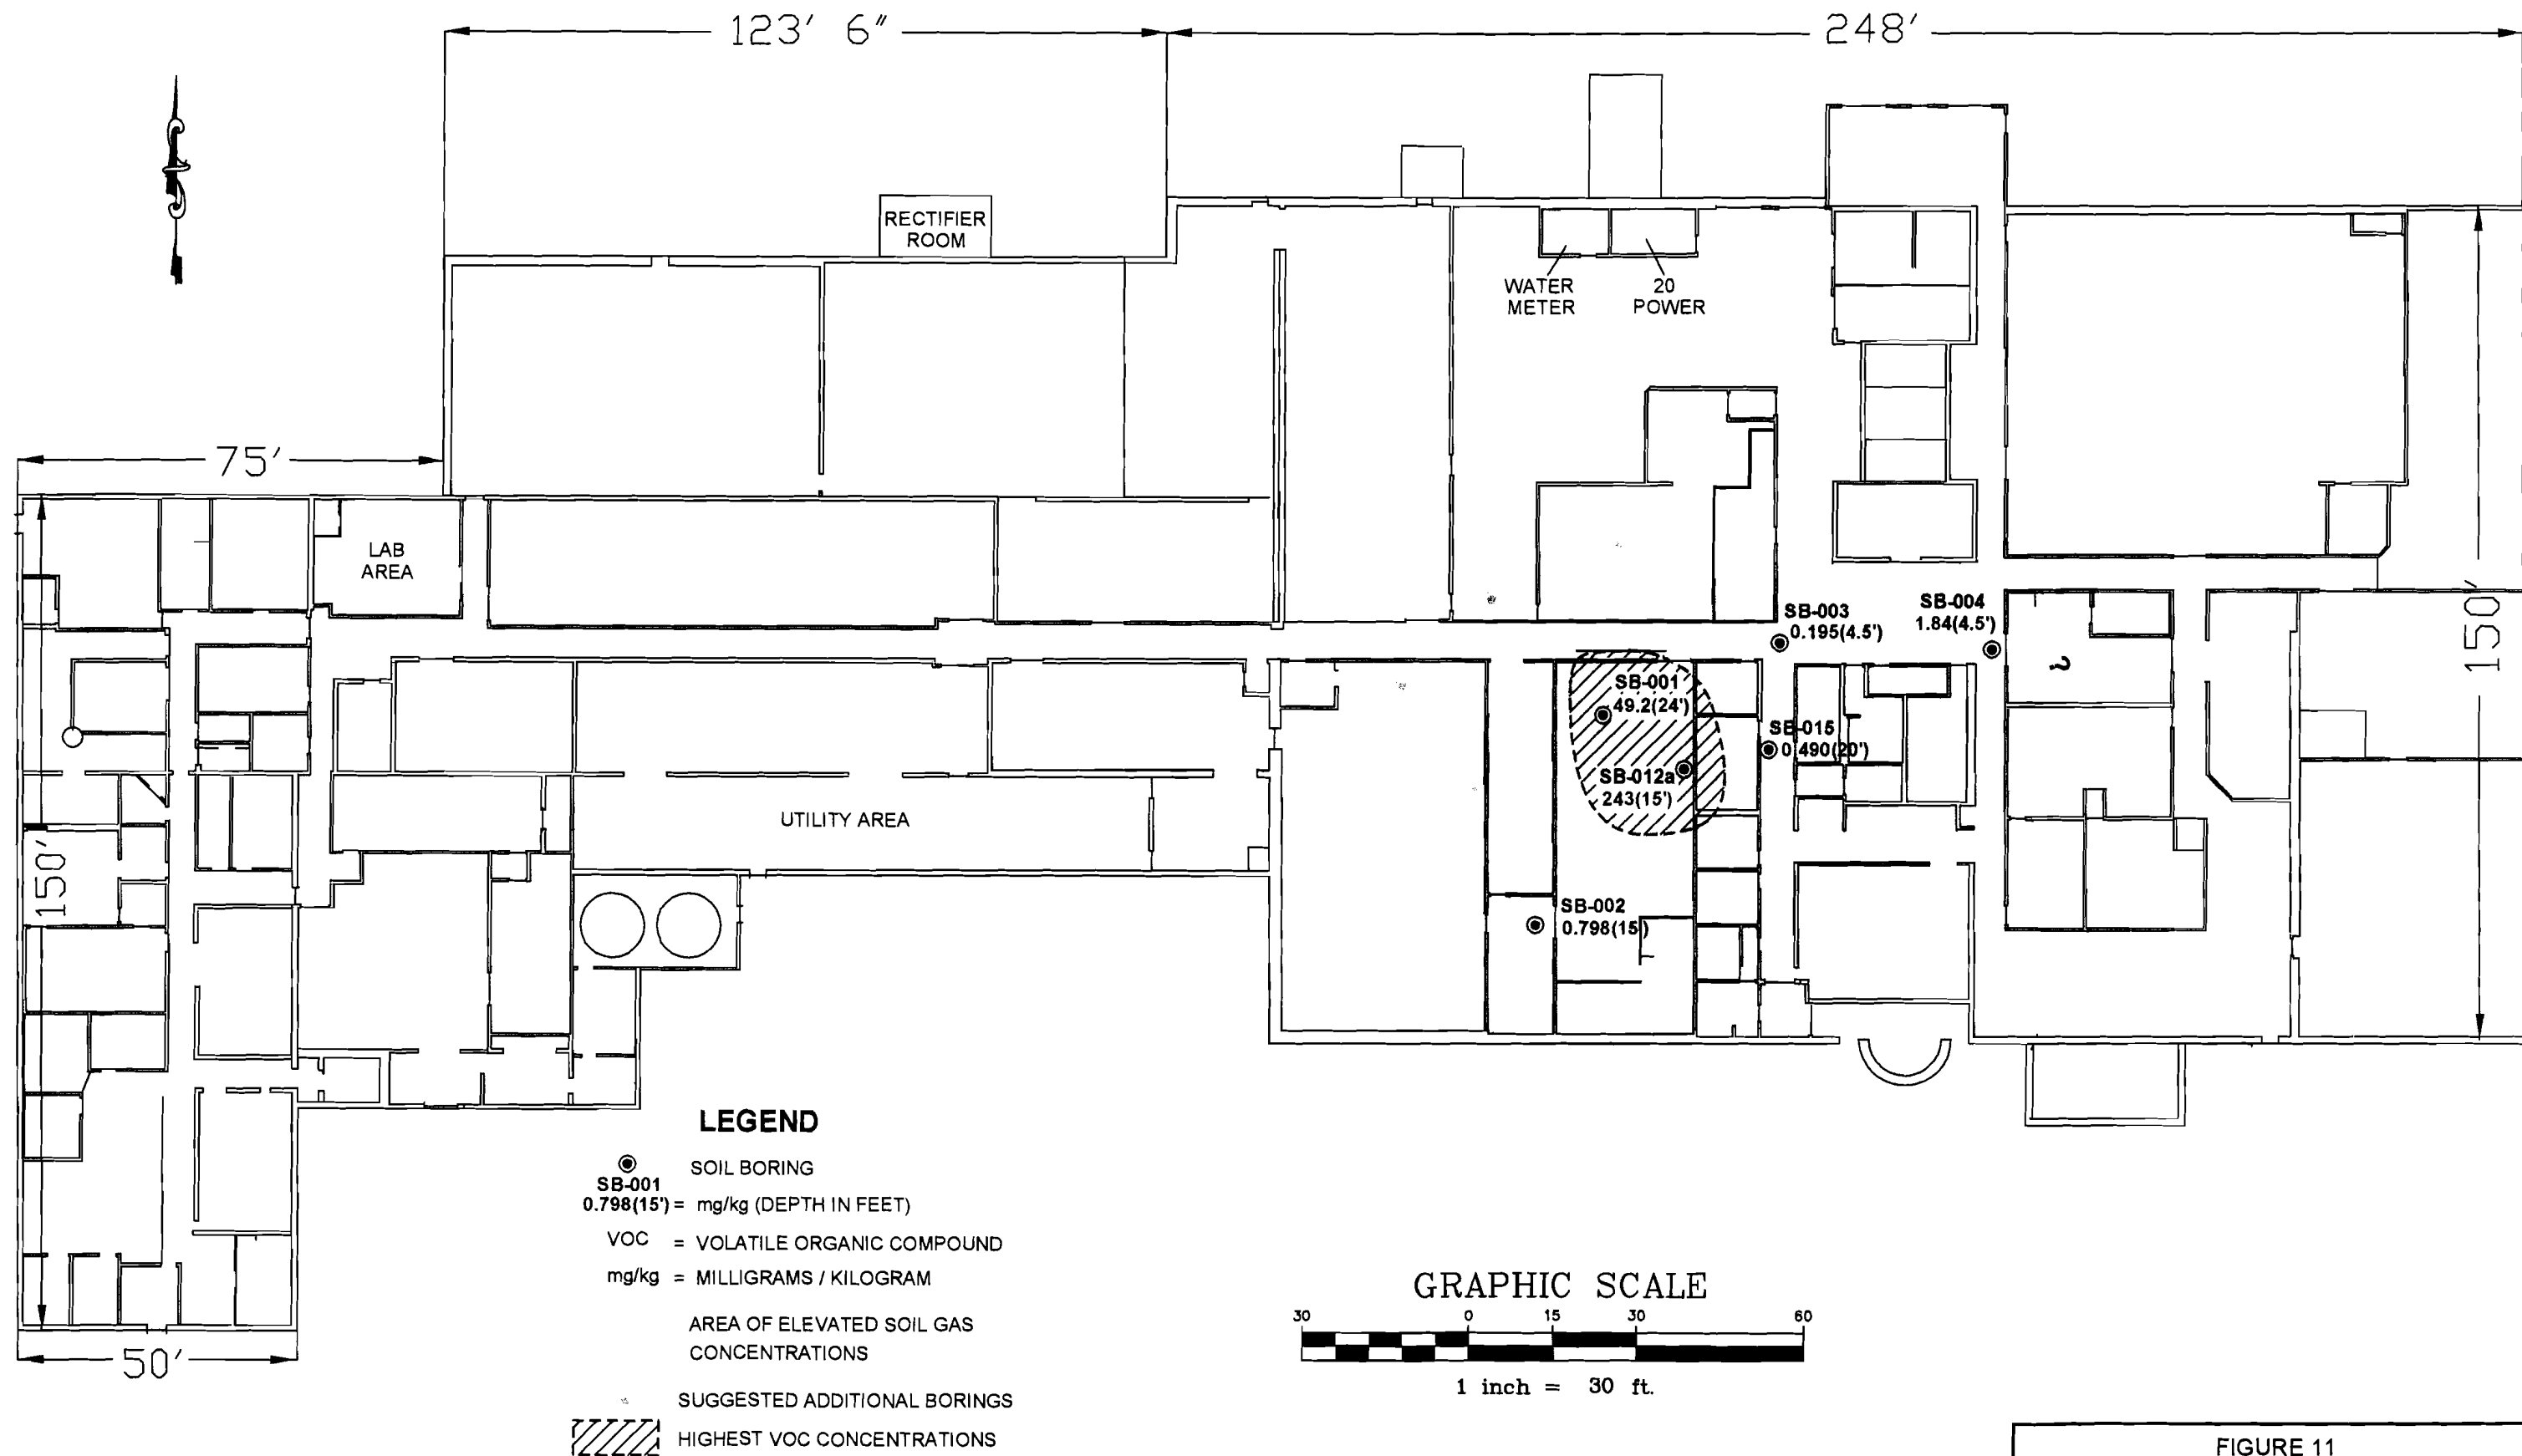 123' 6"
248'
RECTIFIER
ROOM
WATER
METER
20
POWER
75'
LAB
AREA
SB-003
0.195(4.5')
SB-004
1.84(4.5')
150'
?
SB-001
49.2(24')
SB-015
0.490(20')
SB-012a
243(15')
UTILITY AREA
150'
SB-002
0.798(15')
LEGEND
SOIL BORING
SB-001
0.798(15') = mg/kg (DEPTH IN FEET)
VOC = VOLATILE ORGANIC COMPOUND
mg/kg = MILLIGRAMS / KILOGRAM
AREA OF ELEVATED SOIL GAS
CONCENTRATIONS
SUGGESTED ADDITIONAL BORINGS
HIGHEST VOC CONCENTRATIONS
50'
GRAPHIC SCALE
30 0 15 30 60
1 inch = 30 ft.
FIGURE 11